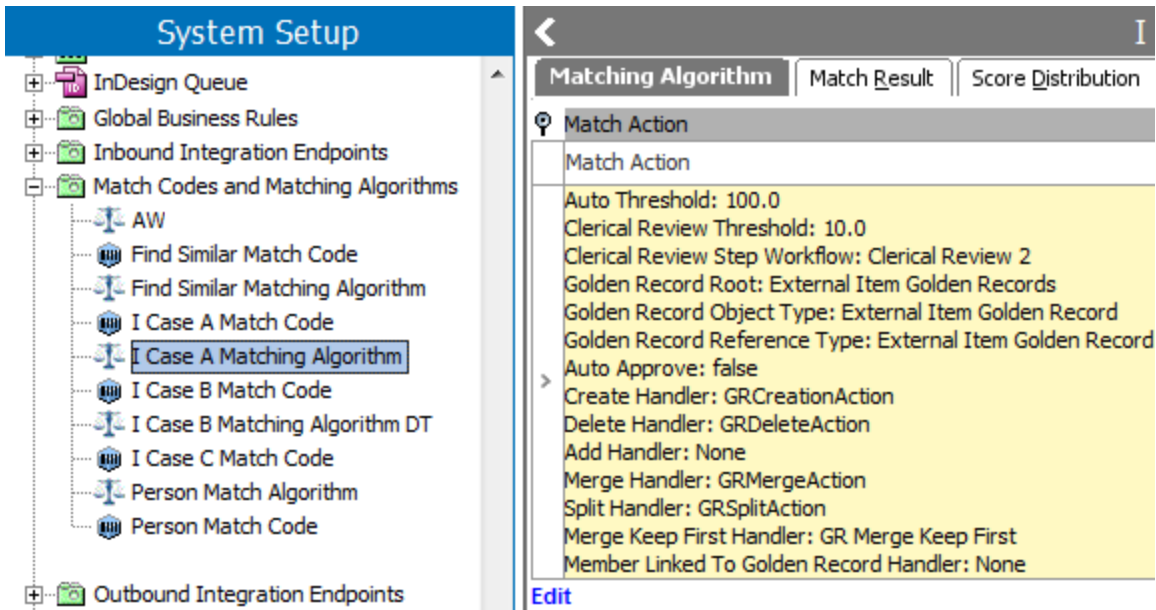 System Setup
InDesign Queue
Global Business Rules
Inbound Integration Endpoints
Match Codes and Matching Algorithms
AW
Find Similar Match Code
Find Similar Matching Algorithm
I Case A Match Code
I Case A Matching Algorithm
I Case B Match Code
I Case B Matching Algorithm DT
I Case C Match Code
Person Match Algorithm
Person Match Code
Outbound Integration Endpoints
I
Matching Algorithm
Match Result
Score Distribution
Match Action
Match Action
Auto Threshold: 100.0
Clerical Review Threshold: 10.0
Clerical Review Step Workflow: Clerical Review 2
Golden Record Root: External Item Golden Records
Golden Record Object Type: External Item Golden Record
Golden Record Reference Type: External Item Golden Record
Auto Approve: false
Create Handler: GRCreationAction
Delete Handler: GRDeleteAction
Add Handler: None
Merge Handler: GRMergeAction
Split Handler: GRSplitAction
Merge Keep First Handler: GR Merge Keep First
Member Linked To Golden Record Handler: None
Edit